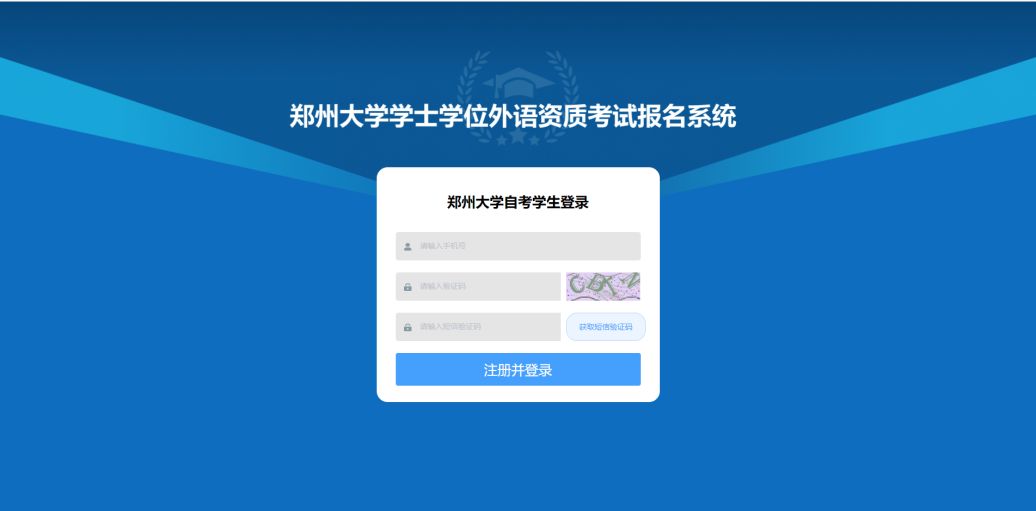 郑州大学学士学位外语资质考试报名系统
郑州大学自考学生登录
请输入手机号
请输入验证码
请输入短信验证码
获取短信验证码
注册并登录